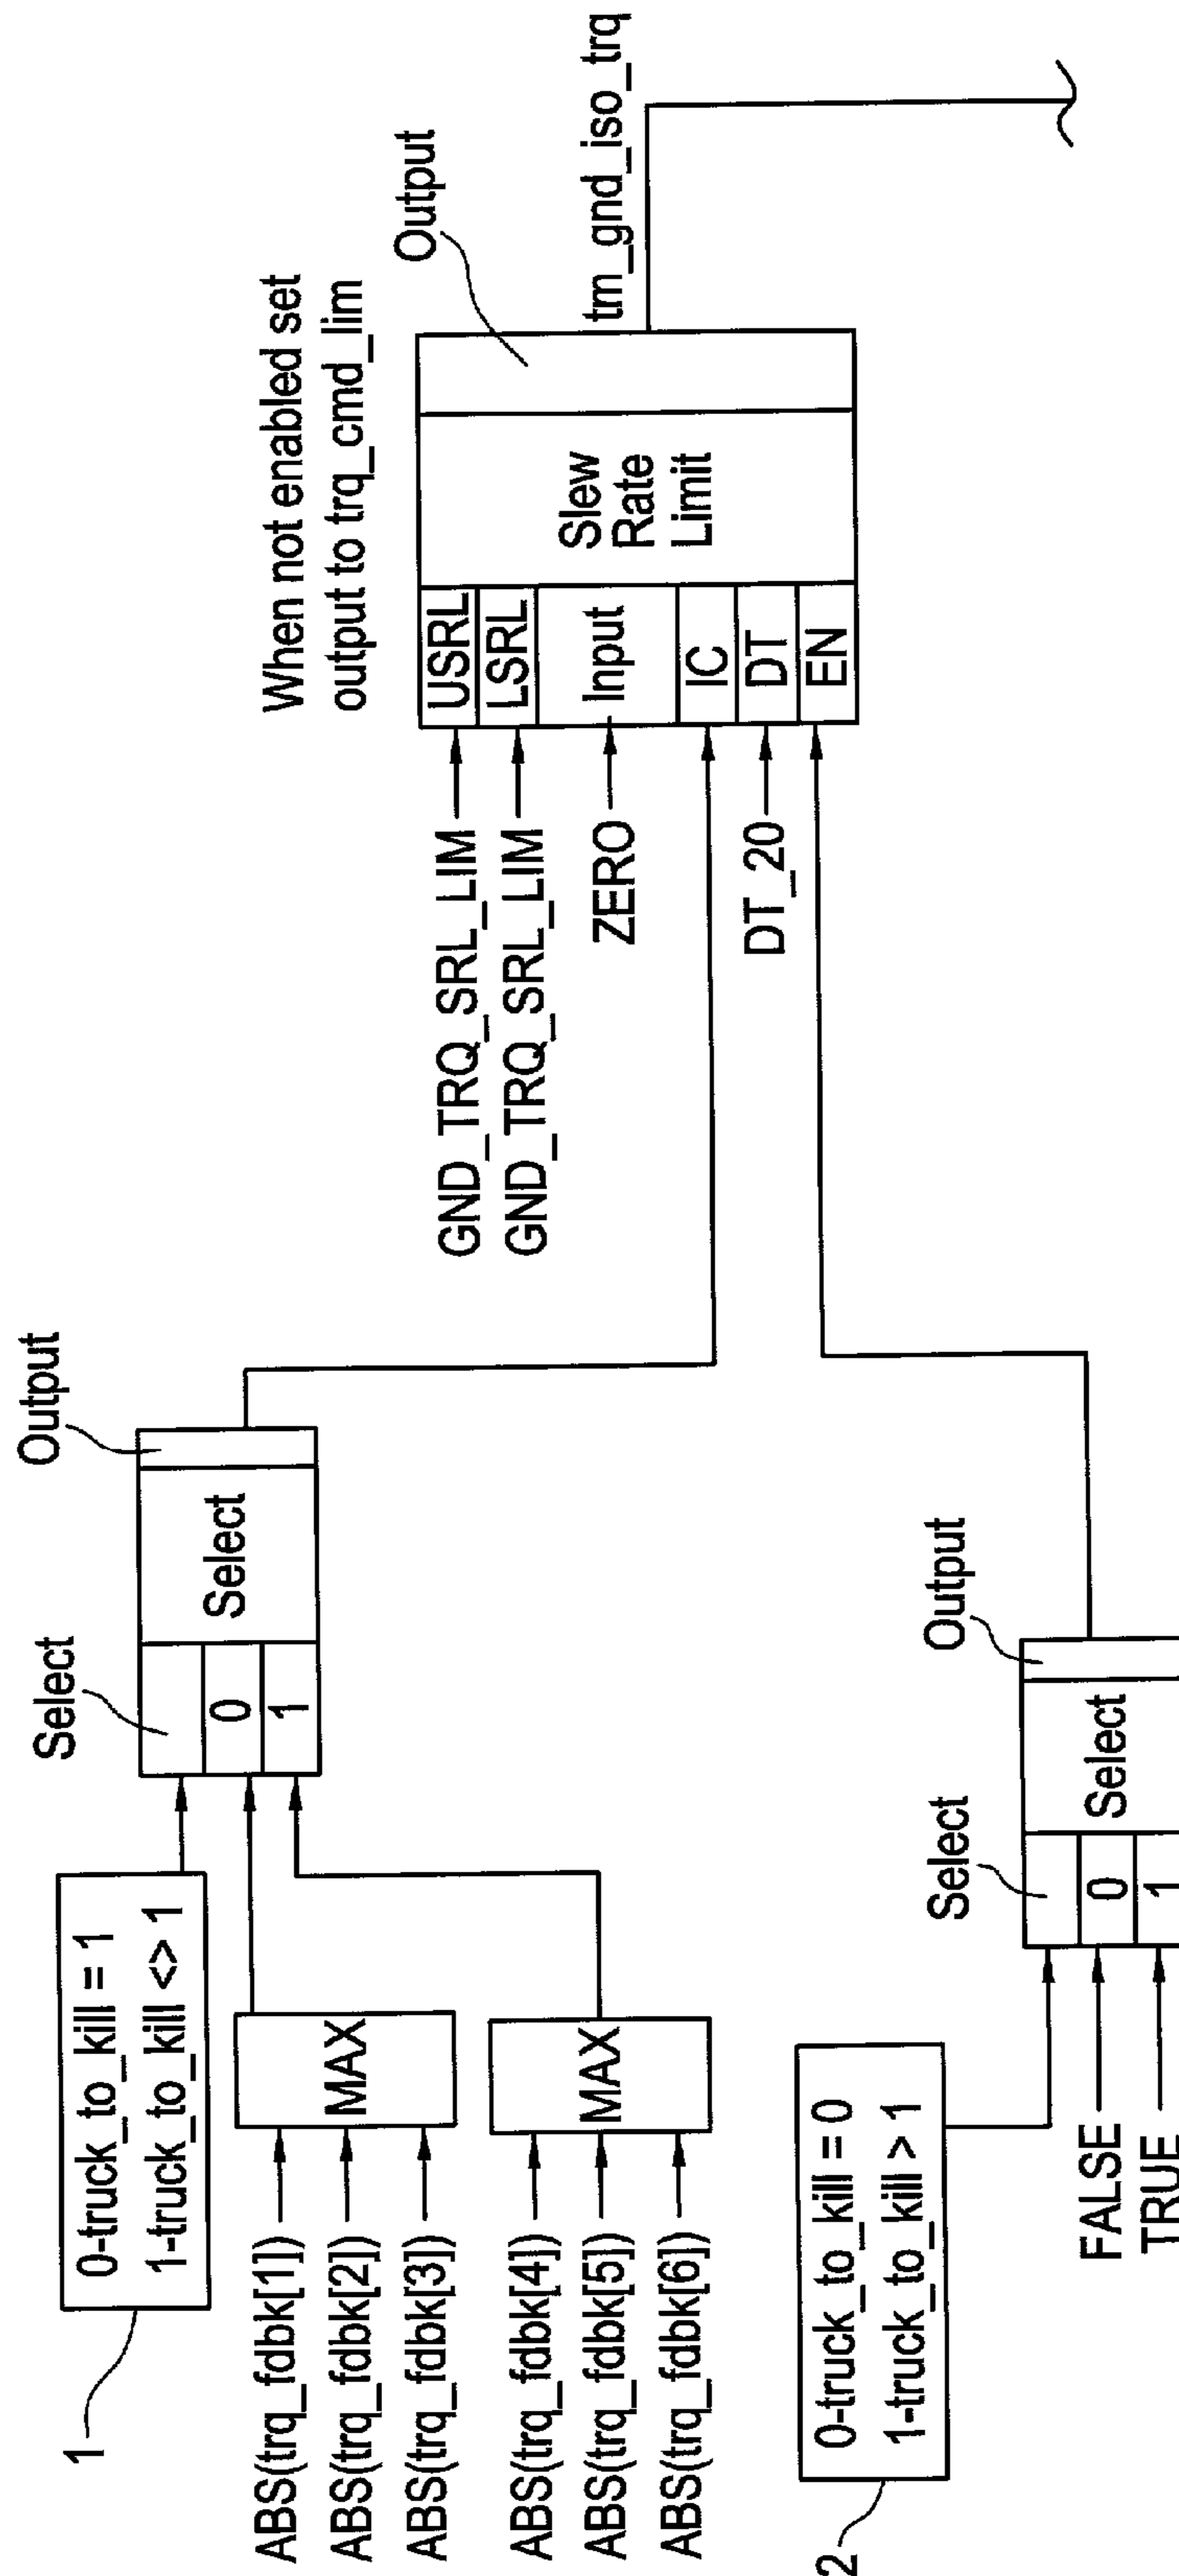 1
0-truck_to_kill = 1
1-truck_to_kill <> 1
Select
Output
0
1
Select
ABS(trq_fdbk[1])
ABS(trq_fdbk[2])
ABS(trq_fdbk[3])
MAX
ABS(trq_fdbk[4])
ABS(trq_fdbk[5])
ABS(trq_fdbk[6])
MAX
When not enabled set
output to trq_cmd_lim
GND_TRQ_SRL_LIM
GND_TRQ_SRL_LIM
ZERO
DT_20
USRL
LSRL
Input
IC
DT
EN
Slew
Rate
Limit
Output
tm_gnd_iso_trq
2
0-truck_to_kill = 0
1-truck_to_kill > 1
FALSE
TRUE
Select
Output
0
1
Select